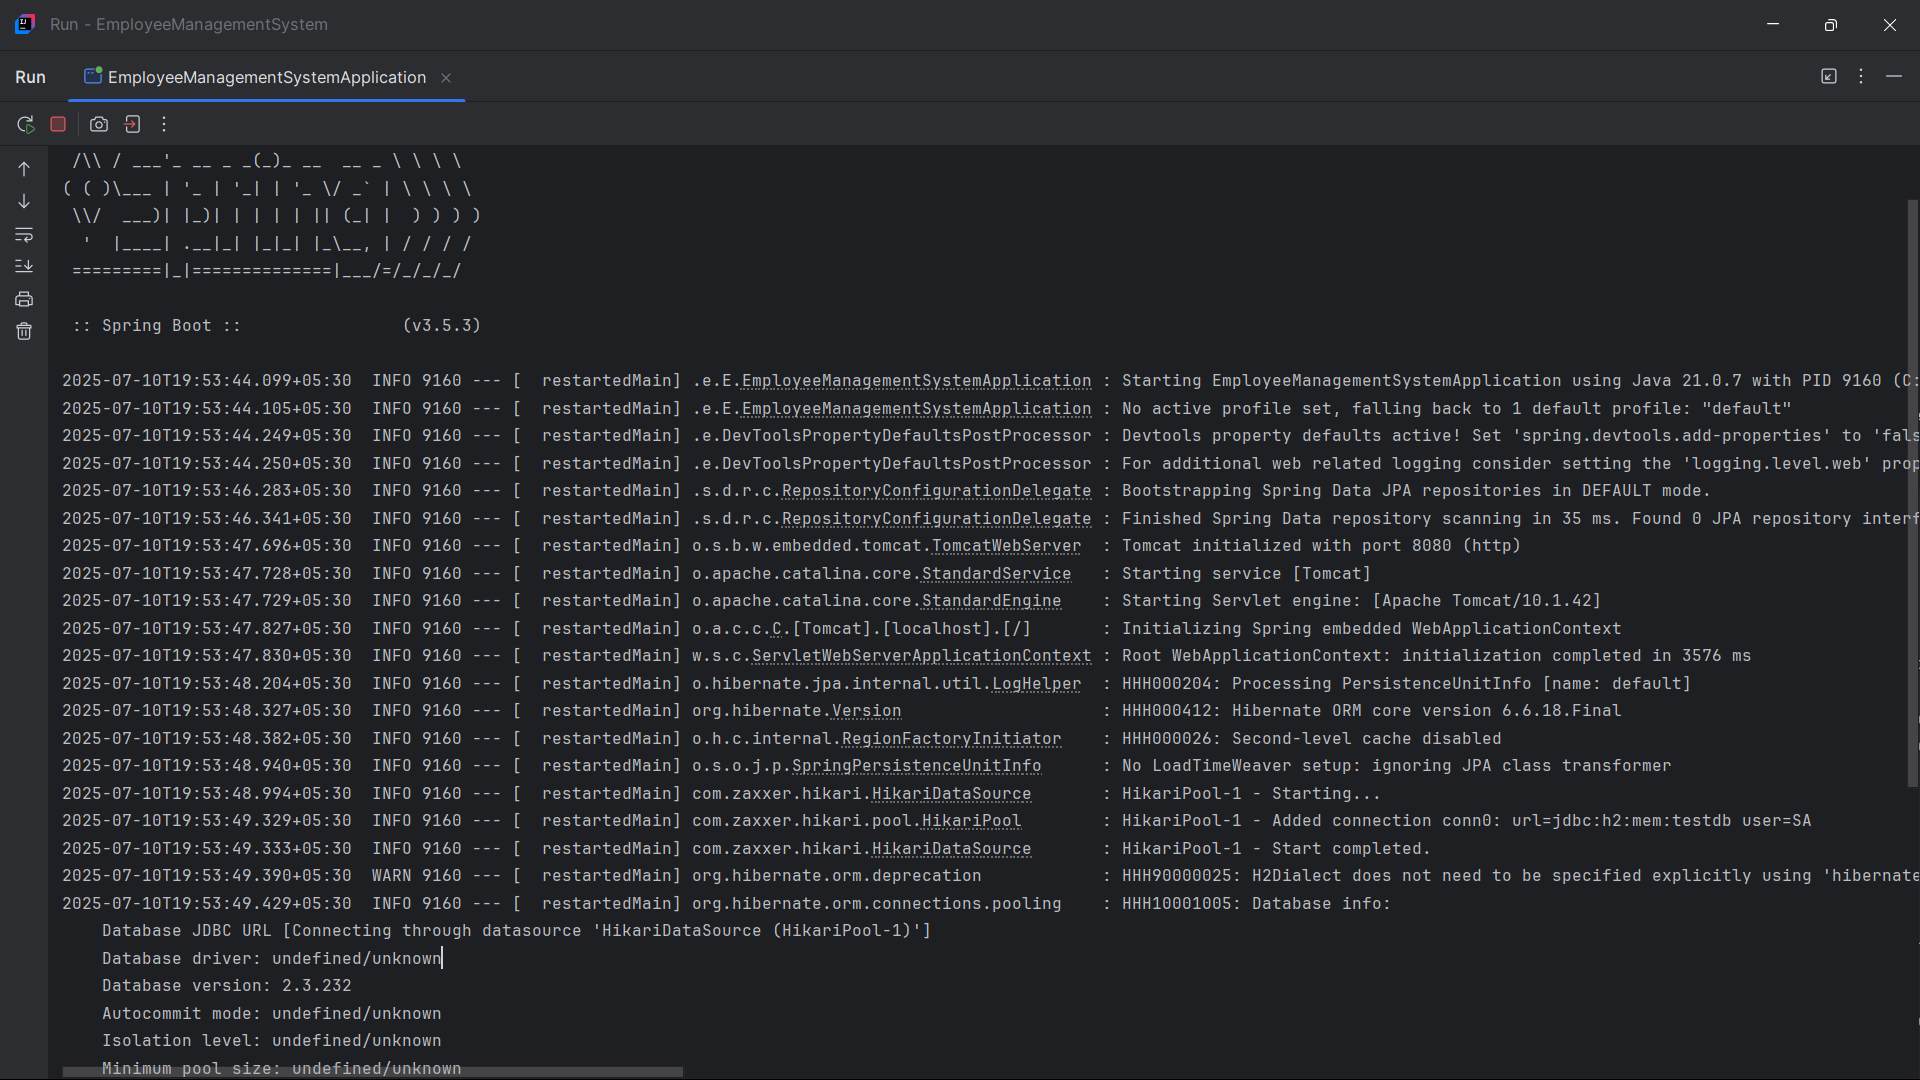 Run - EmployeeManagementSystem
Run EmployeeManagementSystemApplication
 /\\ / ___'_ __ _ _(_)_ __  __ _ \ \ \ \
( ( )\___ | '_ | '_| | '_ \/ _` | \ \ \ \
 \\/  ___)| |_)| | | | | || (_| |  ) ) ) )
  '  |____| .__|_| |_|_| |_\__, | / / / /
 =========|_|==============|___/=/_/_/_/
 :: Spring Boot ::                (v3.5.3)
2025-07-10T19:53:44.099+05:30  INFO 9160 --- [  restartedMain] .e.E.EmployeeManagementSystemApplication : Starting EmployeeManagementSystemApplication using Java 21.0.7 with PID 9160 (C:
2025-07-10T19:53:44.105+05:30  INFO 9160 --- [  restartedMain] .e.E.EmployeeManagementSystemApplication : No active profile set, falling back to 1 default profile: "default"
2025-07-10T19:53:44.249+05:30  INFO 9160 --- [  restartedMain] .e.DevToolsPropertyDefaultsPostProcessor : Devtools property defaults active! Set 'spring.devtools.add-properties' to 'fals
2025-07-10T19:53:44.250+05:30  INFO 9160 --- [  restartedMain] .e.DevToolsPropertyDefaultsPostProcessor : For additional web related logging consider setting the 'logging.level.web' prop
2025-07-10T19:53:46.283+05:30  INFO 9160 --- [  restartedMain] .s.d.r.c.RepositoryConfigurationDelegate : Bootstrapping Spring Data JPA repositories in DEFAULT mode.
2025-07-10T19:53:46.341+05:30  INFO 9160 --- [  restartedMain] .s.d.r.c.RepositoryConfigurationDelegate : Finished Spring Data repository scanning in 35 ms. Found 0 JPA repository interf
2025-07-10T19:53:47.696+05:30  INFO 9160 --- [  restartedMain] o.s.b.w.embedded.tomcat.TomcatWebServer  : Tomcat initialized with port 8080 (http)
2025-07-10T19:53:47.728+05:30  INFO 9160 --- [  restartedMain] o.apache.catalina.core.StandardService   : Starting service [Tomcat]
2025-07-10T19:53:47.729+05:30  INFO 9160 --- [  restartedMain] o.apache.catalina.core.StandardEngine    : Starting Servlet engine: [Apache Tomcat/10.1.42]
2025-07-10T19:53:47.827+05:30  INFO 9160 --- [  restartedMain] o.a.c.c.C.[Tomcat].[localhost].[/]       : Initializing Spring embedded WebApplicationContext
2025-07-10T19:53:47.830+05:30  INFO 9160 --- [  restartedMain] w.s.c.ServletWebServerApplicationContext : Root WebApplicationContext: initialization completed in 3576 ms
2025-07-10T19:53:48.204+05:30  INFO 9160 --- [  restartedMain] o.hibernate.jpa.internal.util.LogHelper  : HHH000204: Processing PersistenceUnitInfo [name: default]
2025-07-10T19:53:48.327+05:30  INFO 9160 --- [  restartedMain] org.hibernate.Version                    : HHH000412: Hibernate ORM core version 6.6.18.Final
2025-07-10T19:53:48.382+05:30  INFO 9160 --- [  restartedMain] o.h.c.internal.RegionFactoryInitiator    : HHH000026: Second-level cache disabled
2025-07-10T19:53:48.940+05:30  INFO 9160 --- [  restartedMain] o.s.o.j.p.SpringPersistenceUnitInfo      : No LoadTimeWeaver setup: ignoring JPA class transformer
2025-07-10T19:53:48.994+05:30  INFO 9160 --- [  restartedMain] com.zaxxer.hikari.HikariDataSource       : HikariPool-1 - Starting...
2025-07-10T19:53:49.329+05:30  INFO 9160 --- [  restartedMain] com.zaxxer.hikari.pool.HikariPool        : HikariPool-1 - Added connection conn0: url=jdbc:h2:mem:testdb user=SA
2025-07-10T19:53:49.333+05:30  INFO 9160 --- [  restartedMain] com.zaxxer.hikari.HikariDataSource       : HikariPool-1 - Start completed.
2025-07-10T19:53:49.390+05:30  WARN 9160 --- [  restartedMain] org.hibernate.orm.deprecation            : HHH90000025: H2Dialect does not need to be specified explicitly using 'hibernate
2025-07-10T19:53:49.429+05:30  INFO 9160 --- [  restartedMain] org.hibernate.orm.connections.pooling    : HHH10001005: Database info:
    Database JDBC URL [Connecting through datasource 'HikariDataSource (HikariPool-1)']
    Database driver: undefined/unknown
    Database version: 2.3.232
    Autocommit mode: undefined/unknown
    Isolation level: undefined/unknown
    Minimum pool size: undefined/unknown